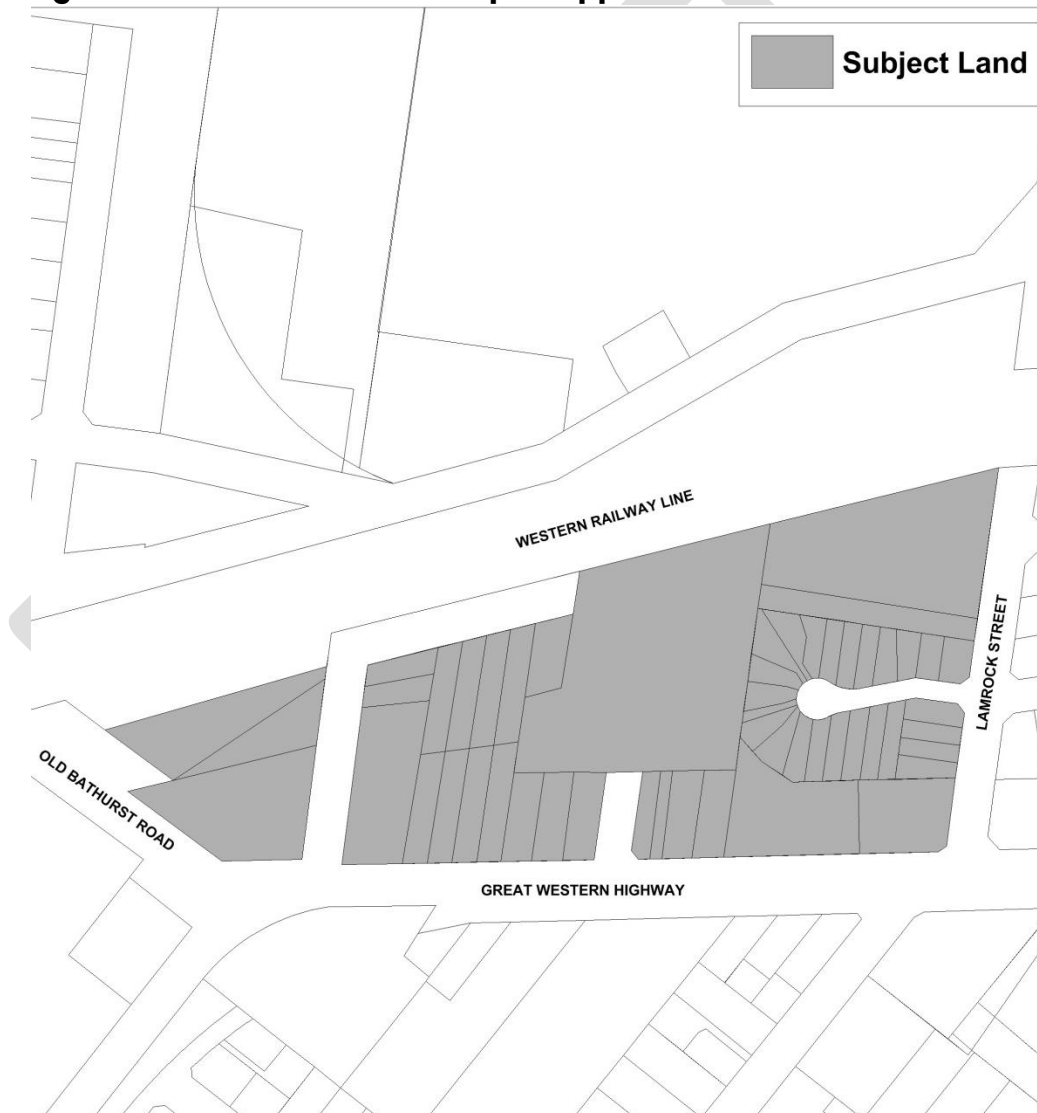 Subject Land
WESTERN RAILWAY LINE
LAMROCK STREET
OLD BATHURST ROAD
GREAT WESTERN HIGHWAY